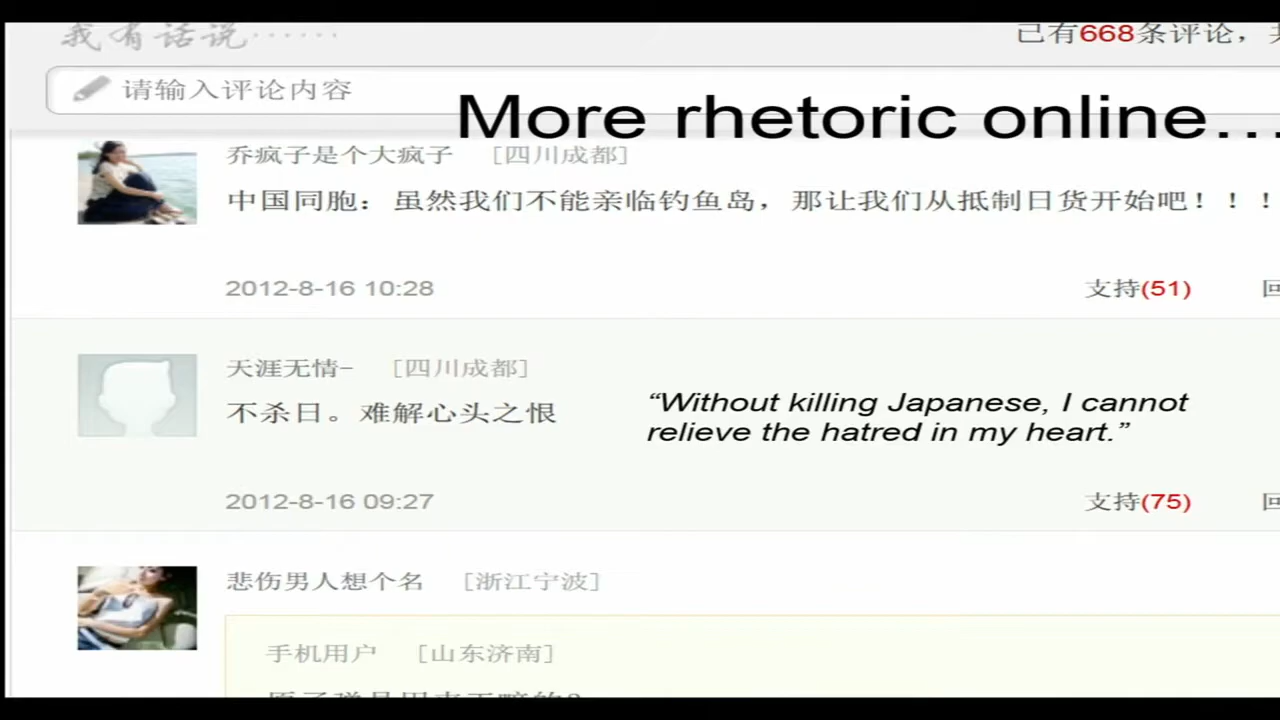 我有话说······
已有668条评论，
请输入评论内容
More rhetoric online…
乔疯子是个大疯子 [四川成都]
中国同胞：虽然我们不能亲临钓鱼岛，那让我们从抵制日货开始吧！！！
2012-8-16 10:28 支持(51)
天涯无情- [四川成都]
不杀日。难解心头之恨
“Without killing Japanese, I cannot
relieve the hatred in my heart.”
2012-8-16 09:27 支持(75)
悲伤男人想个名 [浙江宁波]
手机用户 [山东济南]